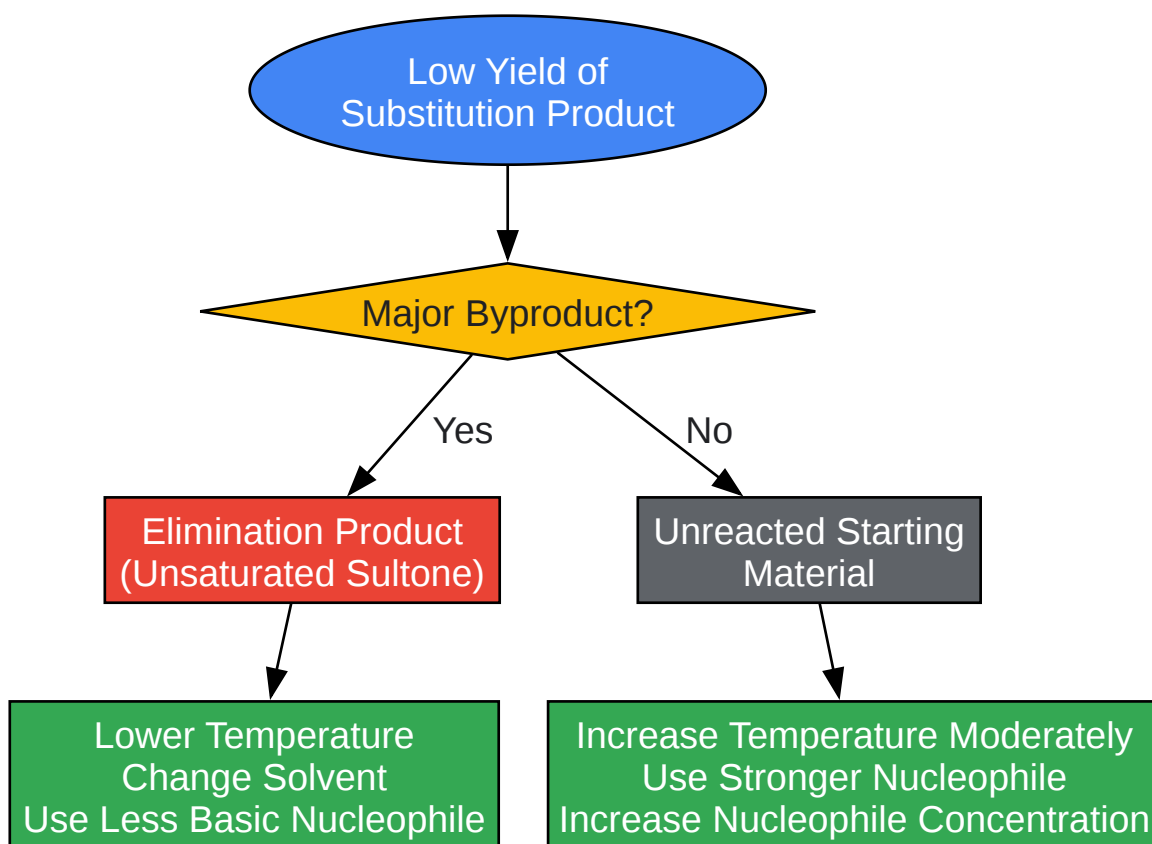 Low Yield of
Substitution Product
Major Byproduct?
Yes
No
Elimination Product
(Unsaturated Sultone)
Unreacted Starting
Material
Lower Temperature
Change Solvent
Use Less Basic Nucleophile
Increase Temperature Moderately
Use Stronger Nucleophile
Increase Nucleophile Concentration